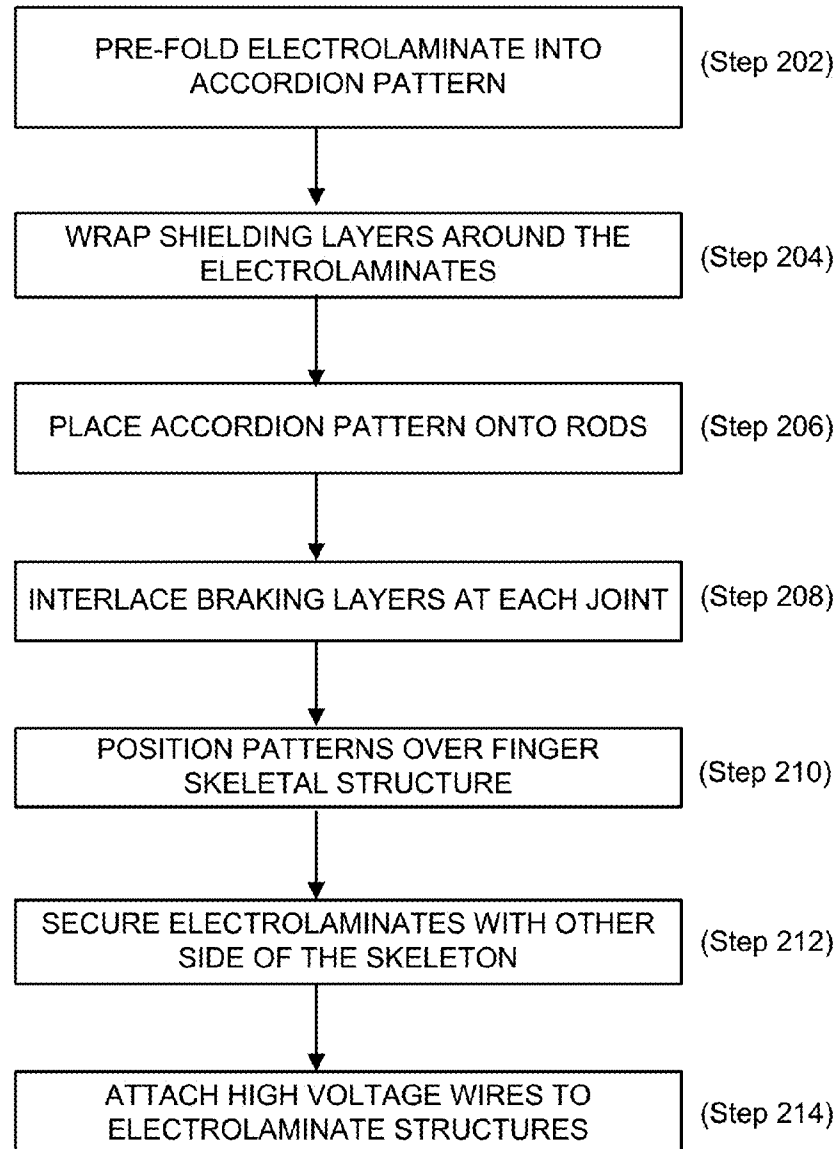 PRE-FOLD ELECTROLAMINATE INTO
ACCORDION PATTERN
(Step 202)
WRAP SHIELDING LAYERS AROUND THE
ELECTROLAMINATES
(Step 204)
PLACE ACCORDION PATTERN ONTO RODS
(Step 206)
INTERLACE BRAKING LAYERS AT EACH JOINT
(Step 208)
POSITION PATTERNS OVER FINGER
SKELETAL STRUCTURE
(Step 210)
SECURE ELECTROLAMINATES WITH OTHER
SIDE OF THE SKELETON
(Step 212)
ATTACH HIGH VOLTAGE WIRES TO
ELECTROLAMINATE STRUCTURES
(Step 214)